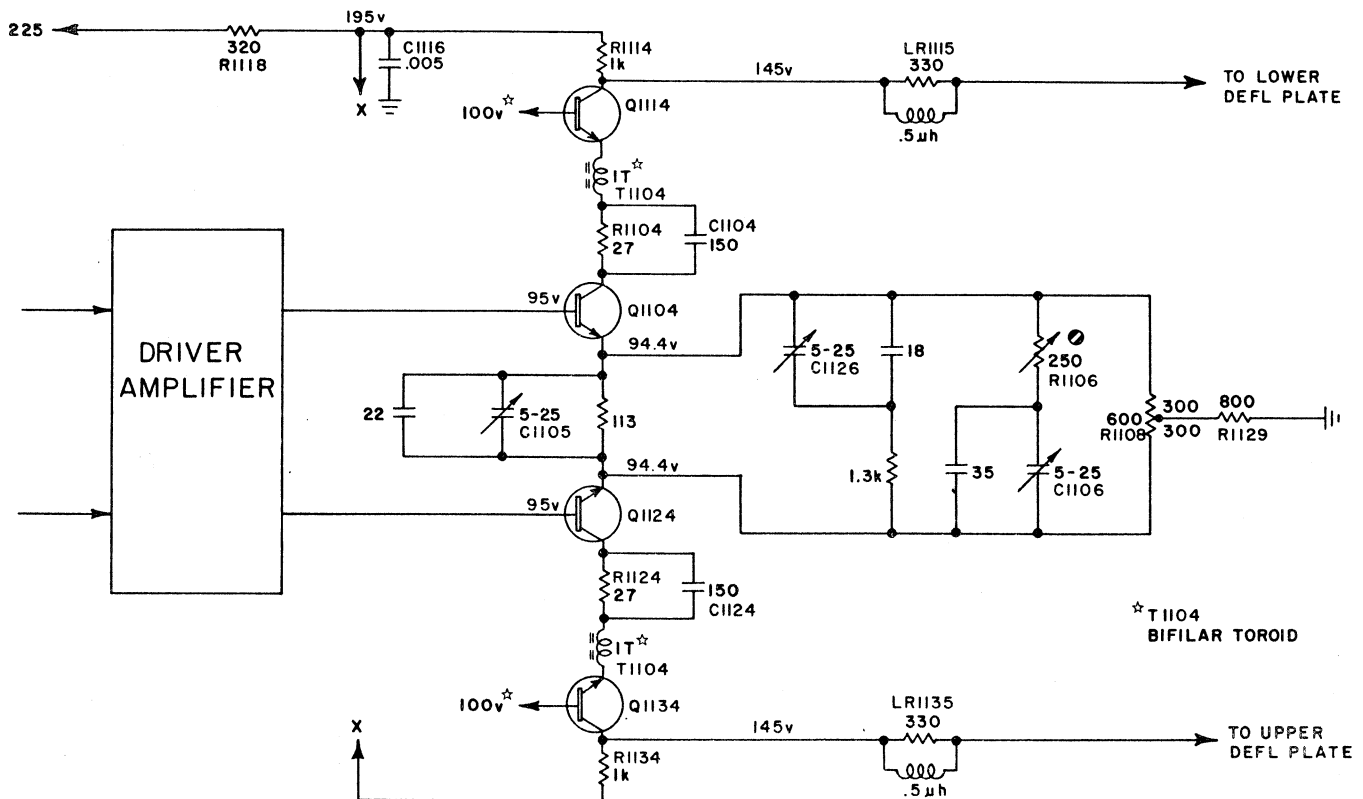 225
195v
320
R1118
C1116
.005
X
R1114
1k
145v
LR1115
330
.5µh
TO LOWER
DEFL PLATE
100v☆
Q1114
1T☆
T1104
R1104
27
C1104
150
DRIVER
AMPLIFIER
95v
Q1104
94.4v
22
5-25
C1105
113
5-25
C1126
18
250
R1106
600
R1108
300
300
800
R1129
94.4v
1.3k
35
5-25
C1106
95v
Q1124
R1124
27
150
C1124
1T☆
T1104
☆T1104
BIFILAR TOROID
100v☆
Q1134
145v
LR1135
330
.5µh
TO UPPER
DEFL PLATE
X
R1134
1k